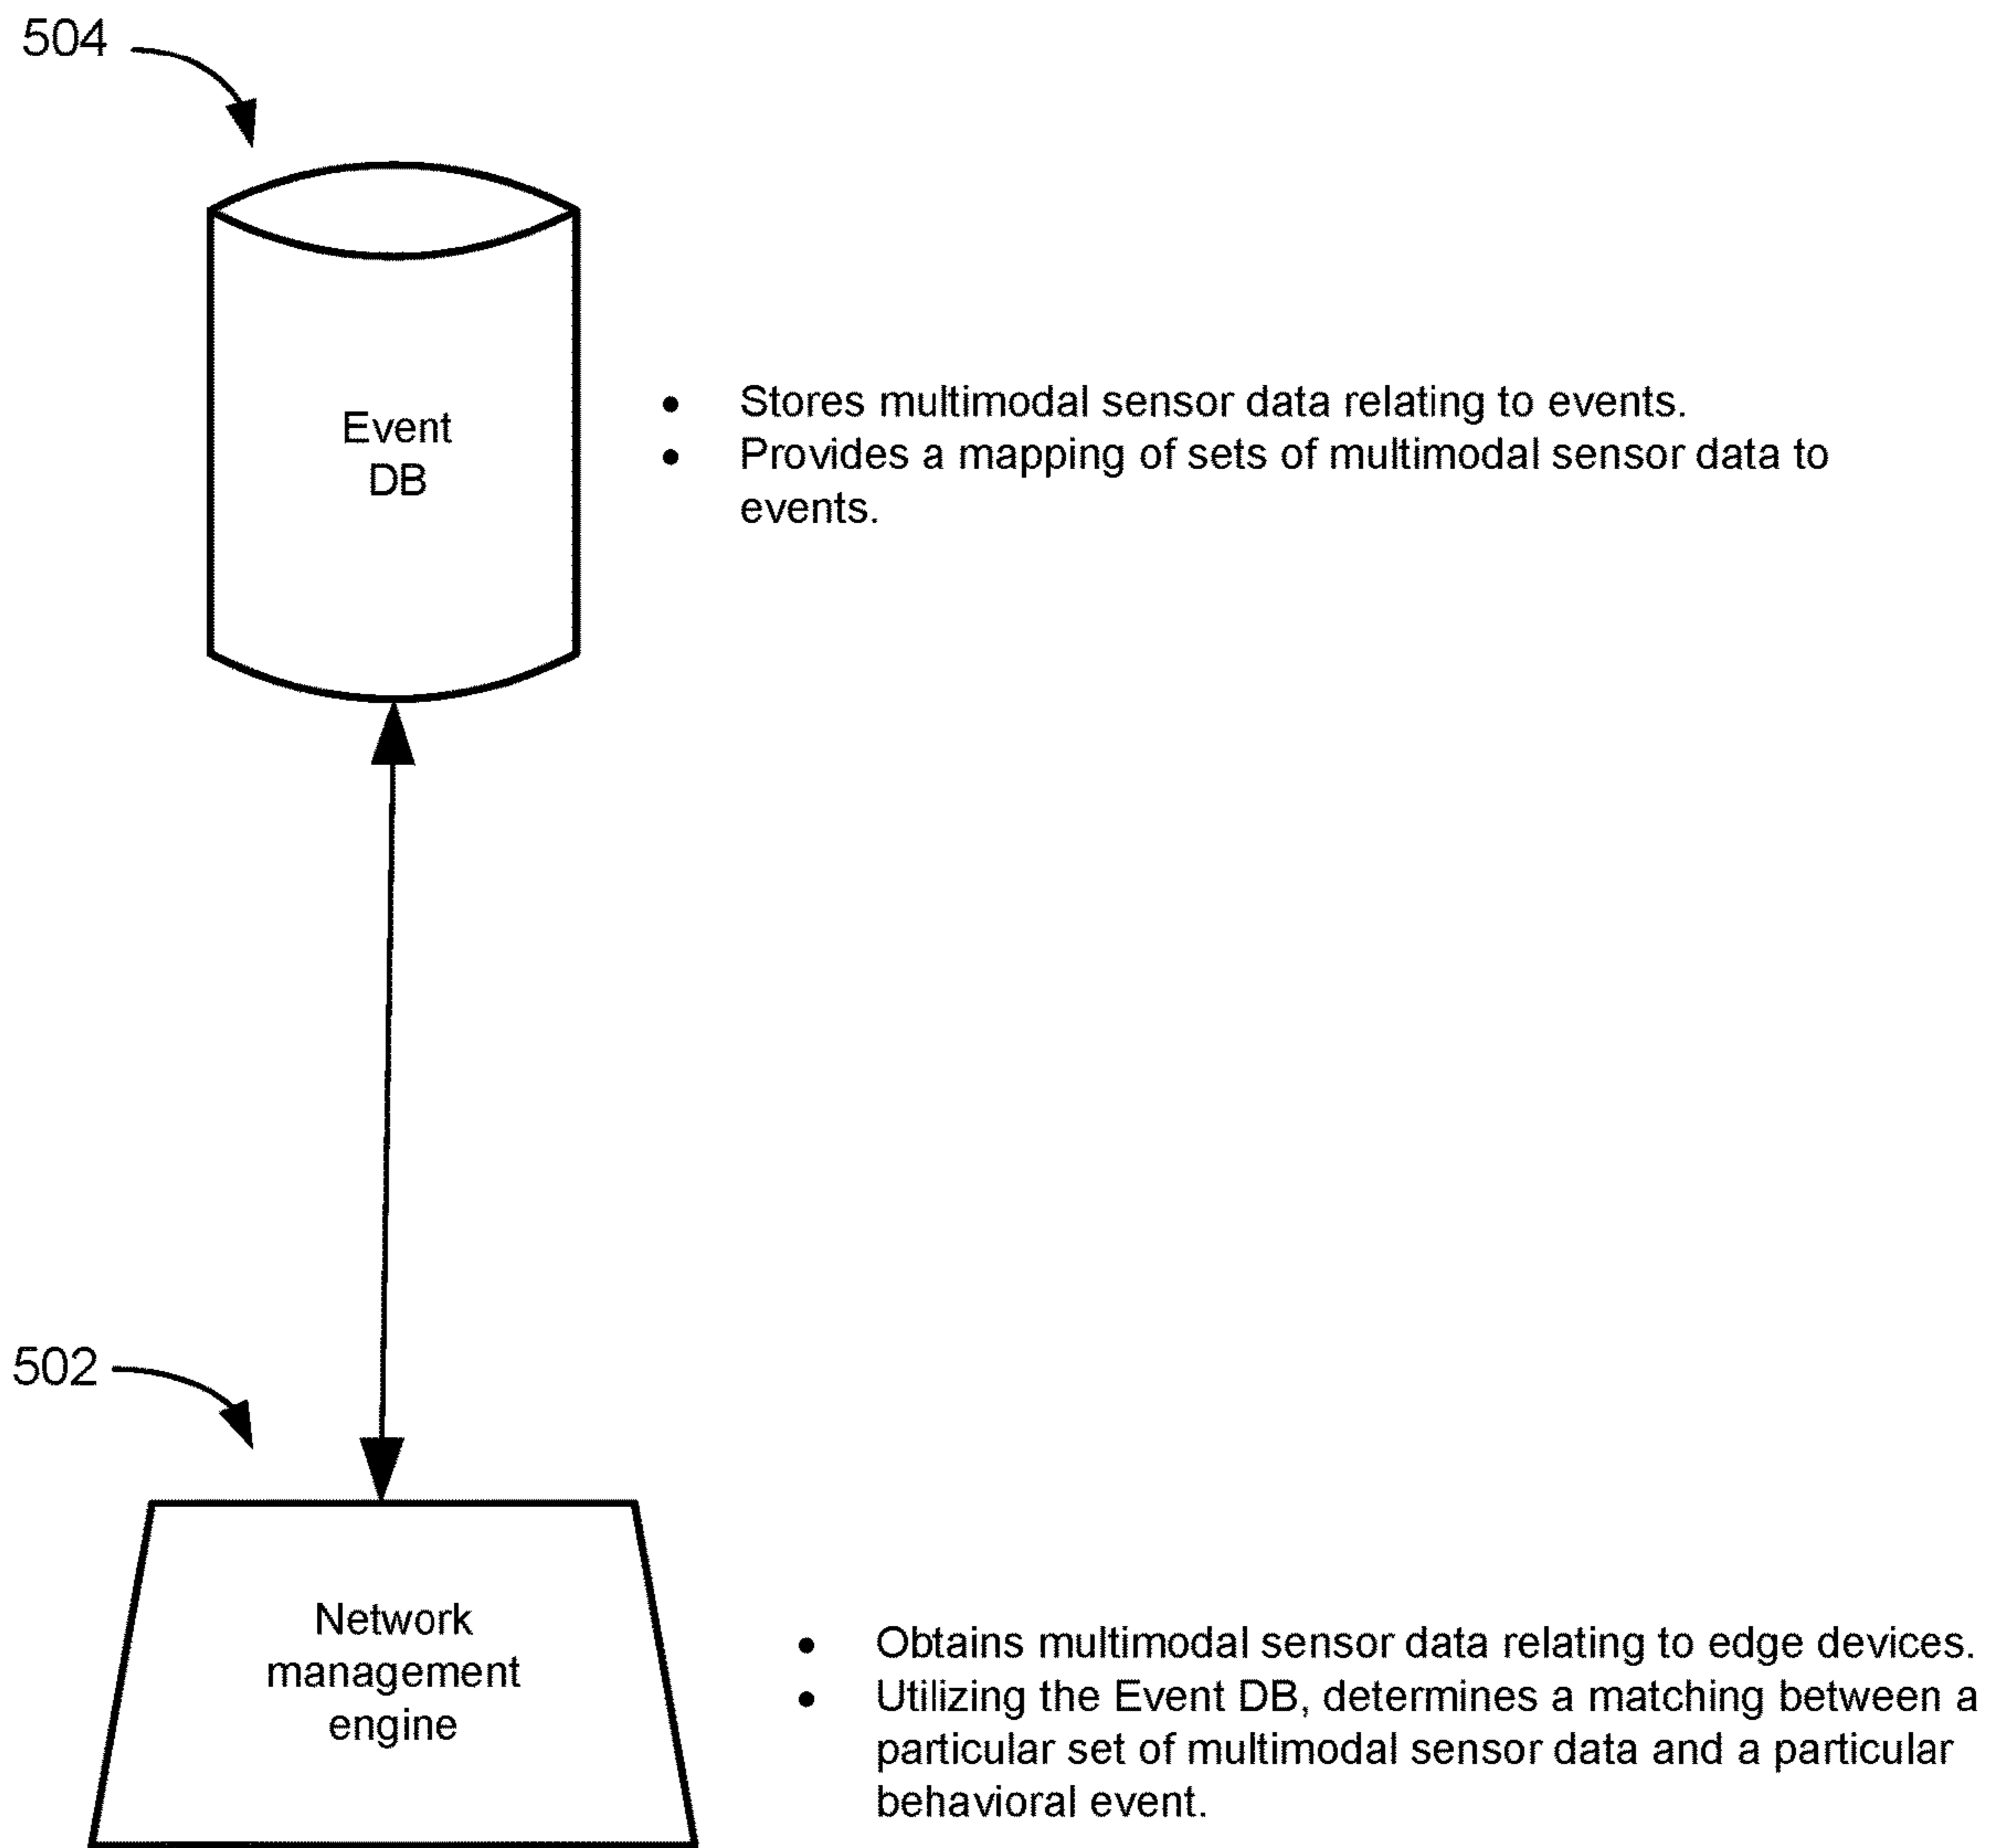 504
Event
DB
• Stores multimodal sensor data relating to events.
• Provides a mapping of sets of multimodal sensor data to
events.
502
Network
management
engine
• Obtains multimodal sensor data relating to edge devices.
• Utilizing the Event DB, determines a matching between a
particular set of multimodal sensor data and a particular
behavioral event.